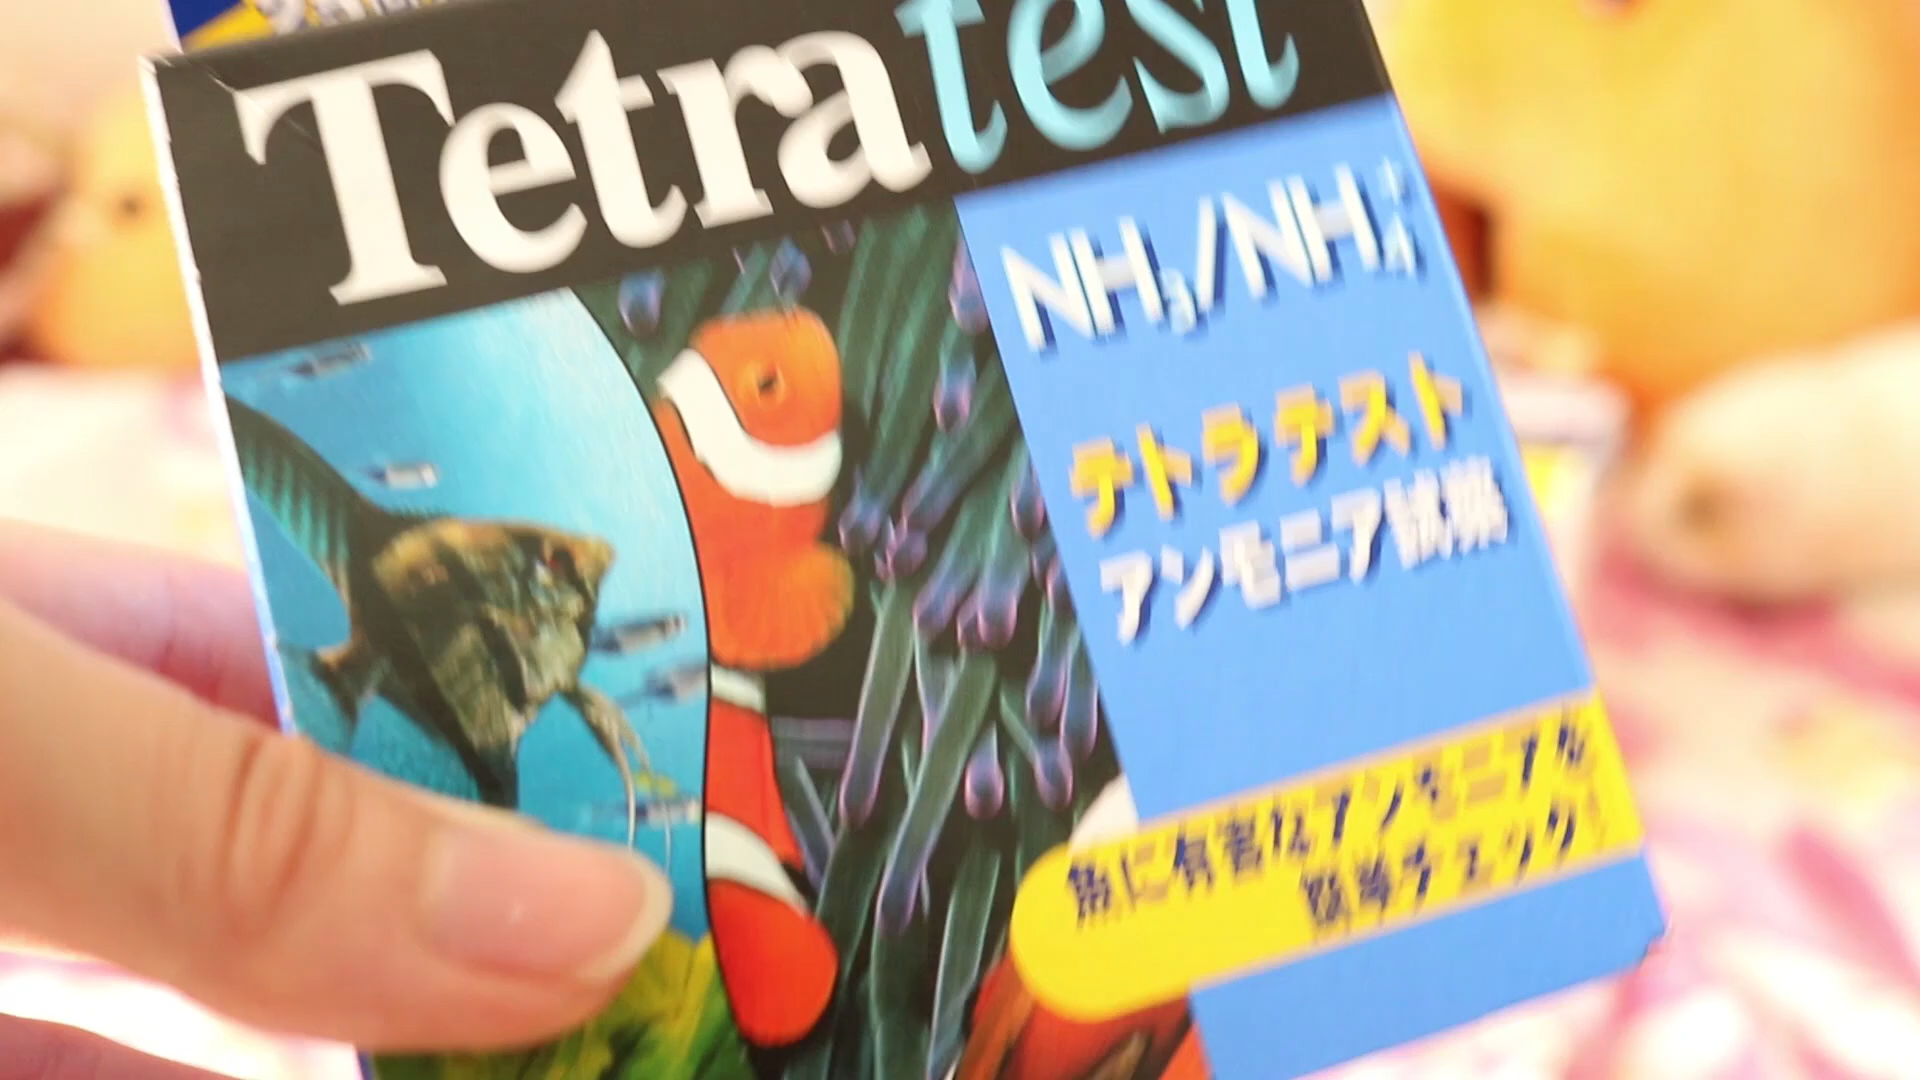 Tetratest
NH₃/NH₄⁺
テトラテスト
アンモニア試薬
魚に有害なアンモニアを
簡単チェック!